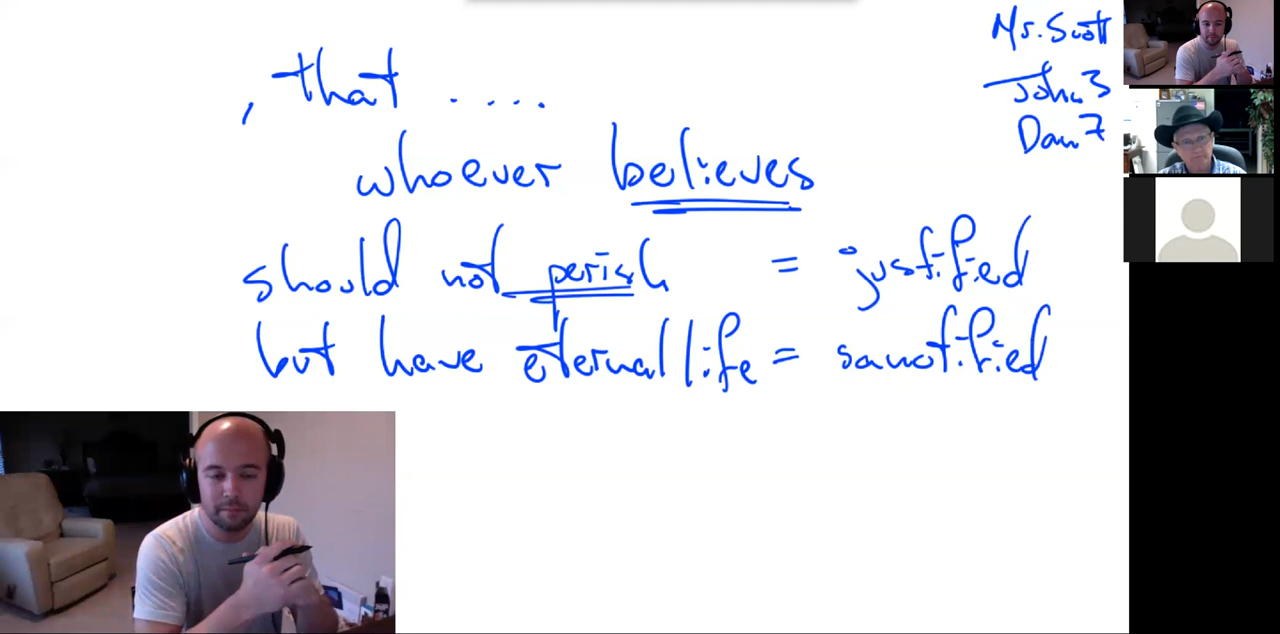 , that ....
whoever believes
should not perish = justified
but have eternal life = sanctified
Mr. Scott
John 3
Dan 7